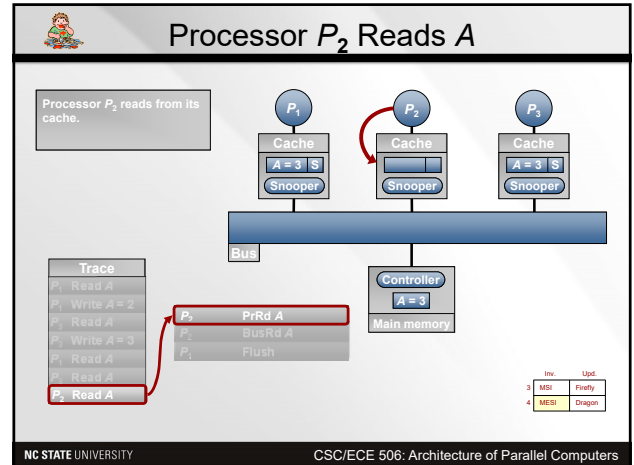 Processor P2 Reads A
Processor P2 reads from its
cache.
P1
P2
P3
Cache
Cache
Cache
A = 3 S
A = 3 S
Snooper
Snooper
Snooper
Bus
Trace
P1 Read A
P1 Write A = 2
P3 Read A
P3 Write A = 3
P1 Read A
P3 Read A
P2 Read A
P2 PrRd A
P2 BusRd A
P1 Flush
Controller
A = 3
Main memory
Inv. Upd.
3 MSI Firefly
4 MESI Dragon
NC STATE UNIVERSITY
CSC/ECE 506: Architecture of Parallel Computers